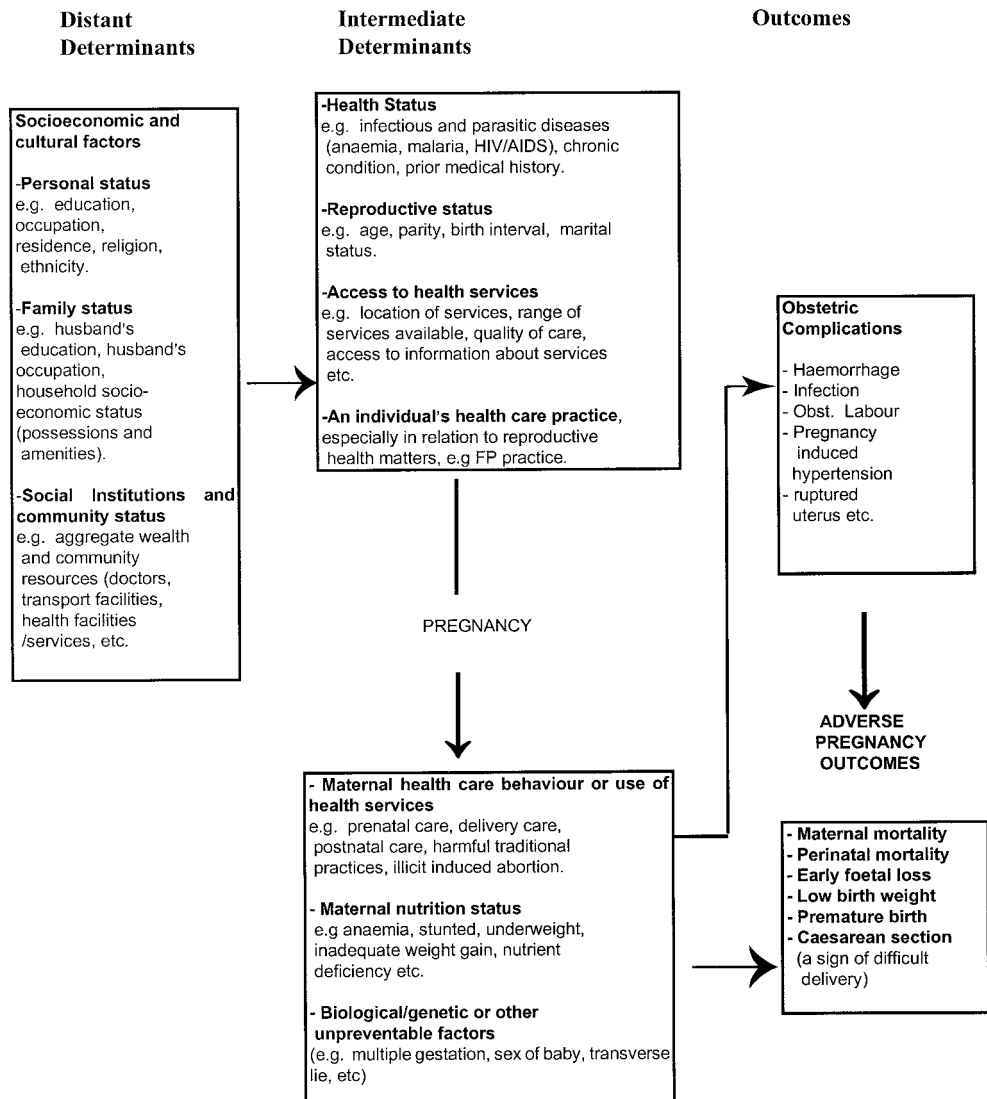 Distant
Determinants
Intermediate
Determinants
Outcomes
Socioeconomic and
cultural factors
-Personal status
e.g. education,
occupation,
residence, religion,
ethnicity.
-Family status
e.g. husband's
education, husband's
occupation,
household socio-
economic status
(possessions and
amenities).
-Social Institutions and
community status
e.g. aggregate wealth
and community
resources (doctors,
transport facilities,
health facilities
/services, etc.
-Health Status
e.g. infectious and parasitic diseases
(anaemia, malaria, HIV/AIDS), chronic
condition, prior medical history.
-Reproductive status
e.g. age, parity, birth interval, marital
status.
-Access to health services
e.g. location of services, range of
services available, quality of care,
access to information about services
etc.
-An individual's health care practice,
especially in relation to reproductive
health matters, e.g FP practice.
PREGNANCY
- Maternal health care behaviour or use of
health services
e.g. prenatal care, delivery care,
postnatal care, harmful traditional
practices, illicit induced abortion.
- Maternal nutrition status
e.g anaemia, stunted, underweight,
inadequate weight gain, nutrient
deficiency etc.
- Biological/genetic or other
unpreventable factors
(e.g. multiple gestation, sex of baby, transverse
lie, etc)
Obstetric
Complications
- Haemorrhage
- Infection
- Obst. Labour
- Pregnancy
induced
hypertension
- ruptured
uterus etc.
ADVERSE
PREGNANCY
OUTCOMES
- Maternal mortality
- Perinatal mortality
- Early foetal loss
- Low birth weight
- Premature birth
- Caesarean section
(a sign of difficult
delivery)